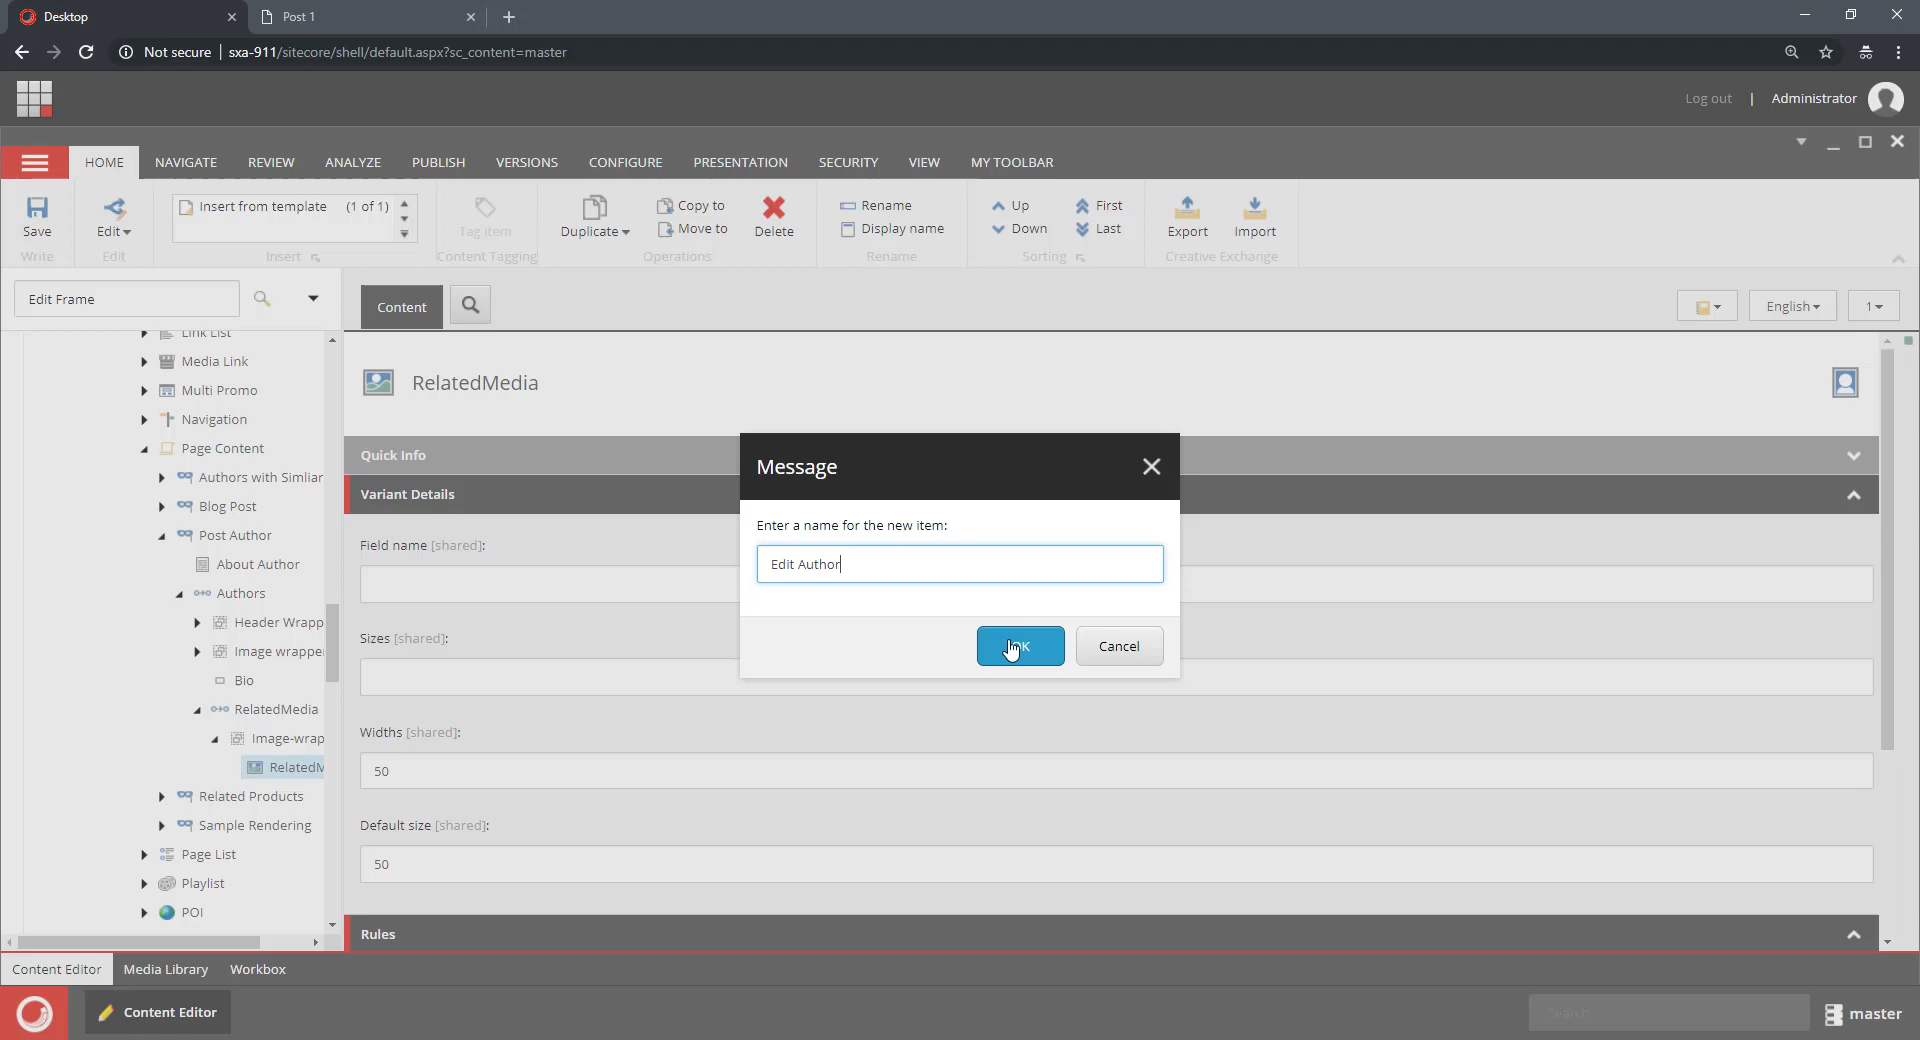 Desktop
Post 1
Not secure | sxa-911/sitecore/shell/default.aspx?sc_content=master
Log out | Administrator
HOME NAVIGATE REVIEW ANALYZE PUBLISH VERSIONS CONFIGURE PRESENTATION SECURITY VIEW MY TOOLBAR
Save
Write
Edit
Edit
Insert from template (1 of 1)
Insert
Tag item
Content Tagging
Duplicate
Copy to
Move to
Delete
Operations
Rename
Display name
Rename
Up
Down
First
Last
Sorting
Export
Import
Creative Exchange
Edit Frame
Content
English
1
Link List
Media Link
Multi Promo
Navigation
Page Content
Authors with Simliar
Blog Post
Post Author
About Author
Authors
Header Wrapp
Image wrappe
Bio
RelatedMedia
Image-wrap
RelatedM
Related Products
Sample Rendering
Page List
Playlist
POI
RelatedMedia
Quick Info
Variant Details
Field name [shared]:
Sizes [shared]:
Widths [shared]:
50
Default size [shared]:
50
Rules
Message
Enter a name for the new item:
Edit Author
OK
Cancel
Content Editor Media Library Workbox
Content Editor
Search
master